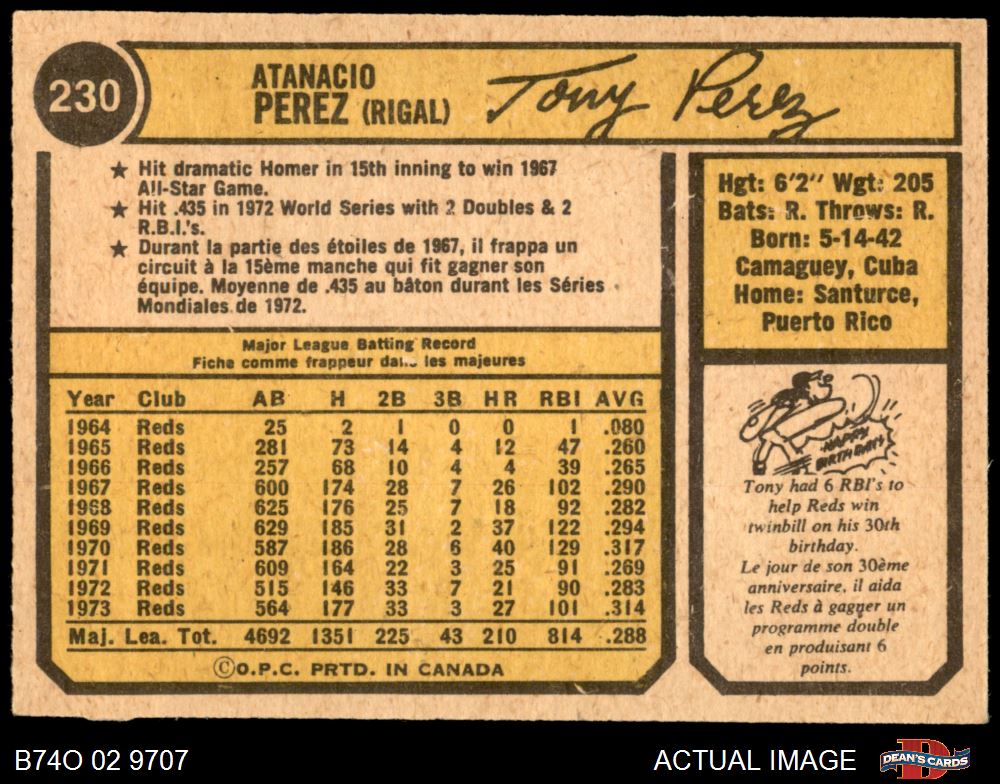 230
ATANACIO
PEREZ (RIGAL)
Tony Perez
★ Hit dramatic Homer in 15th inning to win 1967
All-Star Game.
★ Hit .435 in 1972 World Series with 2 Doubles & 2
R.B.I.'s.
★ Durant la partie des étoiles de 1967, il frappa un
circuit à la 15ème manche qui fit gagner son
équipe. Moyenne de .435 au bâton durant les Séries
Mondiales de 1972.
Hgt: 6'2" Wgt: 205
Bats: R. Throws: R.
Born: 5-14-42
Camaguey, Cuba
Home: Santurce,
Puerto Rico
Major League Batting Record
Fiche comme frappeur dans les majeures
Year Club AB H 2B 3B HR RBI AVG
1964 Reds 25 2 1 0 0 1 .080
1965 Reds 281 73 14 4 12 47 .260
1966 Reds 257 68 10 4 4 39 .265
1967 Reds 600 174 28 7 26 102 .290
1968 Reds 625 176 25 7 18 92 .282
1969 Reds 629 185 31 2 37 122 .294
1970 Reds 587 186 28 6 40 129 .317
1971 Reds 609 164 22 3 25 91 .269
1972 Reds 515 146 33 7 21 90 .283
1973 Reds 564 177 33 3 27 101 .314
Maj. Lea. Tot. 4692 1351 225 43 210 814 .288
©O.P.C. PRTD. IN CANADA
HAPPY
BIRTHDAY!
Tony had 6 RBI's to
help Reds win
twinbill on his 30th
birthday.
Le jour de son 30ème
anniversaire, il aida
les Reds à gagner un
programme double
en produisant 6
points.
B74O 02 9707
ACTUAL IMAGE
D
DEAN'S CARDS